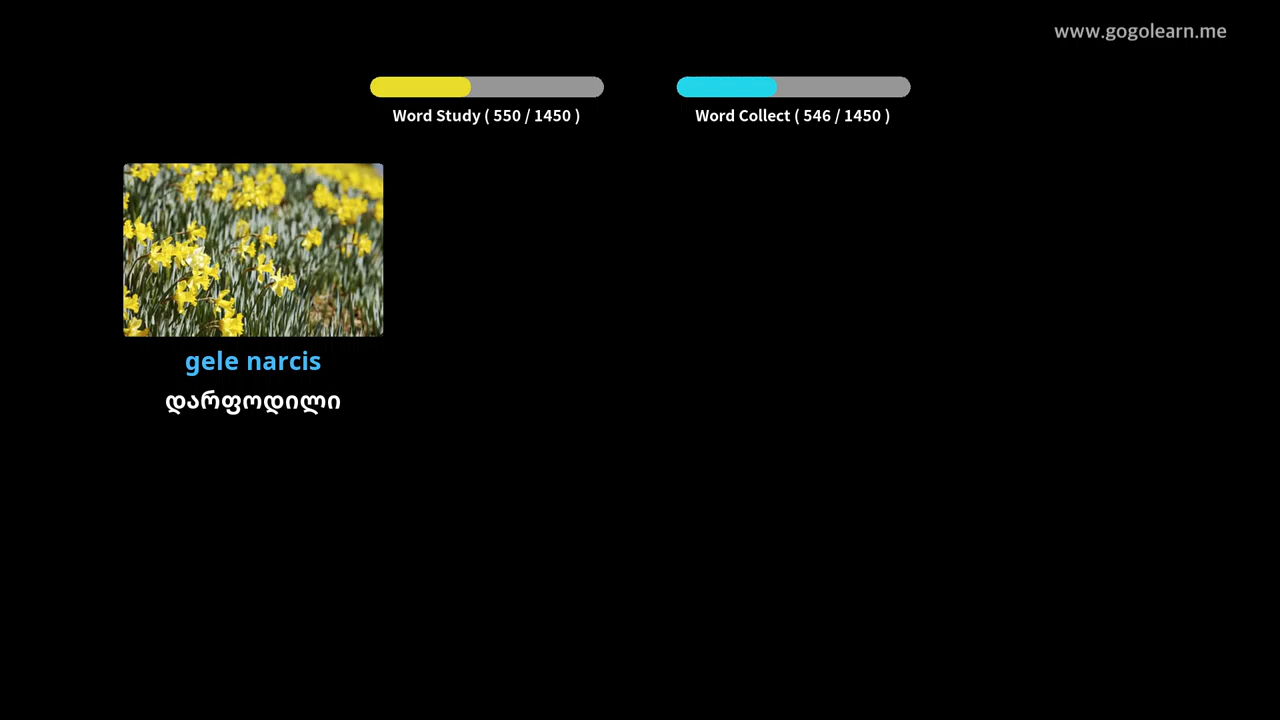 www.gogolearn.me
Word Study ( 550 / 1450 )
Word Collect ( 546 / 1450 )
gele narcis
დარფოდილი